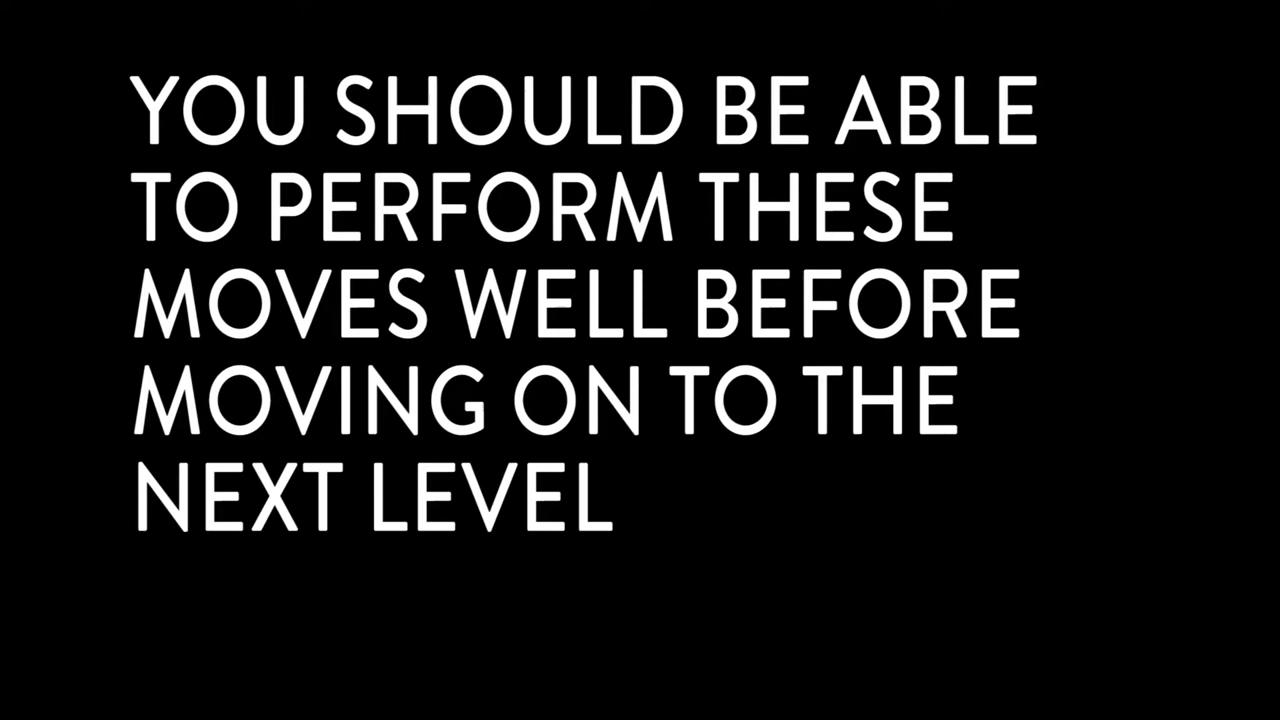 YOU SHOULD BE ABLE
TO PERFORM THESE
MOVES WELL BEFORE
MOVING ON TO THE
NEXT LEVEL